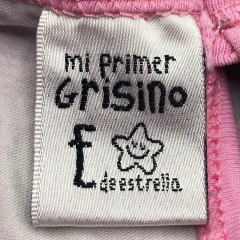 mi primer
Grisino
E
de estrella